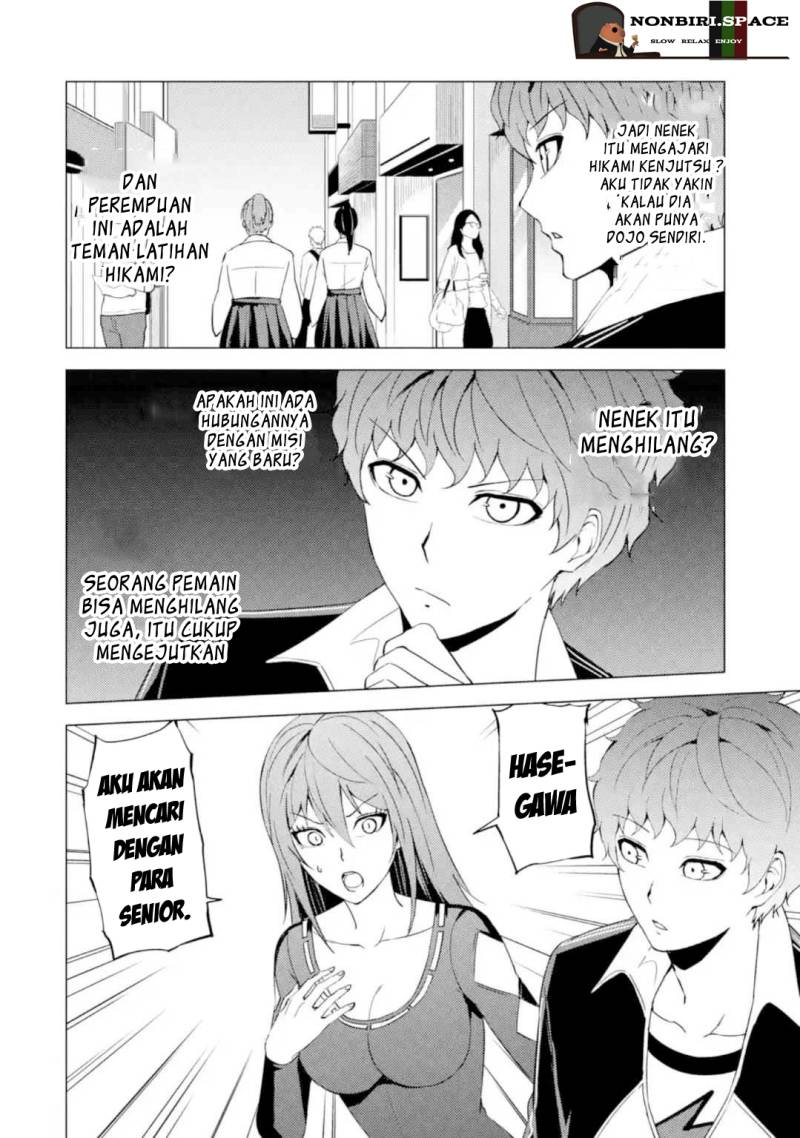 NONBIRI.SPACE
SLOW RELAX ENJOY
JADI NENEK
ITU MENGAJARI
HIKAMI KENJUTSU ?
AKU TIDAK YAKIN
KALAU DIA
AKAN PUNYA
DOJO SENDIRI.
DAN
PEREMPUAN
INI ADALAH
TEMAN LATIHAN
HIKAMI?
NENEK ITU
MENGHILANG?
APAKAH INI ADA
HUBUNGANNYA
DENGAN MISI
YANG BARU?
SEORANG PEMAIN
BISA MENGHILANG
JUGA, ITU CUKUP
MENGEJUTKAN
HASE-
GAWA
AKU AKAN
MENCARI
DENGAN
PARA
SENIOR.